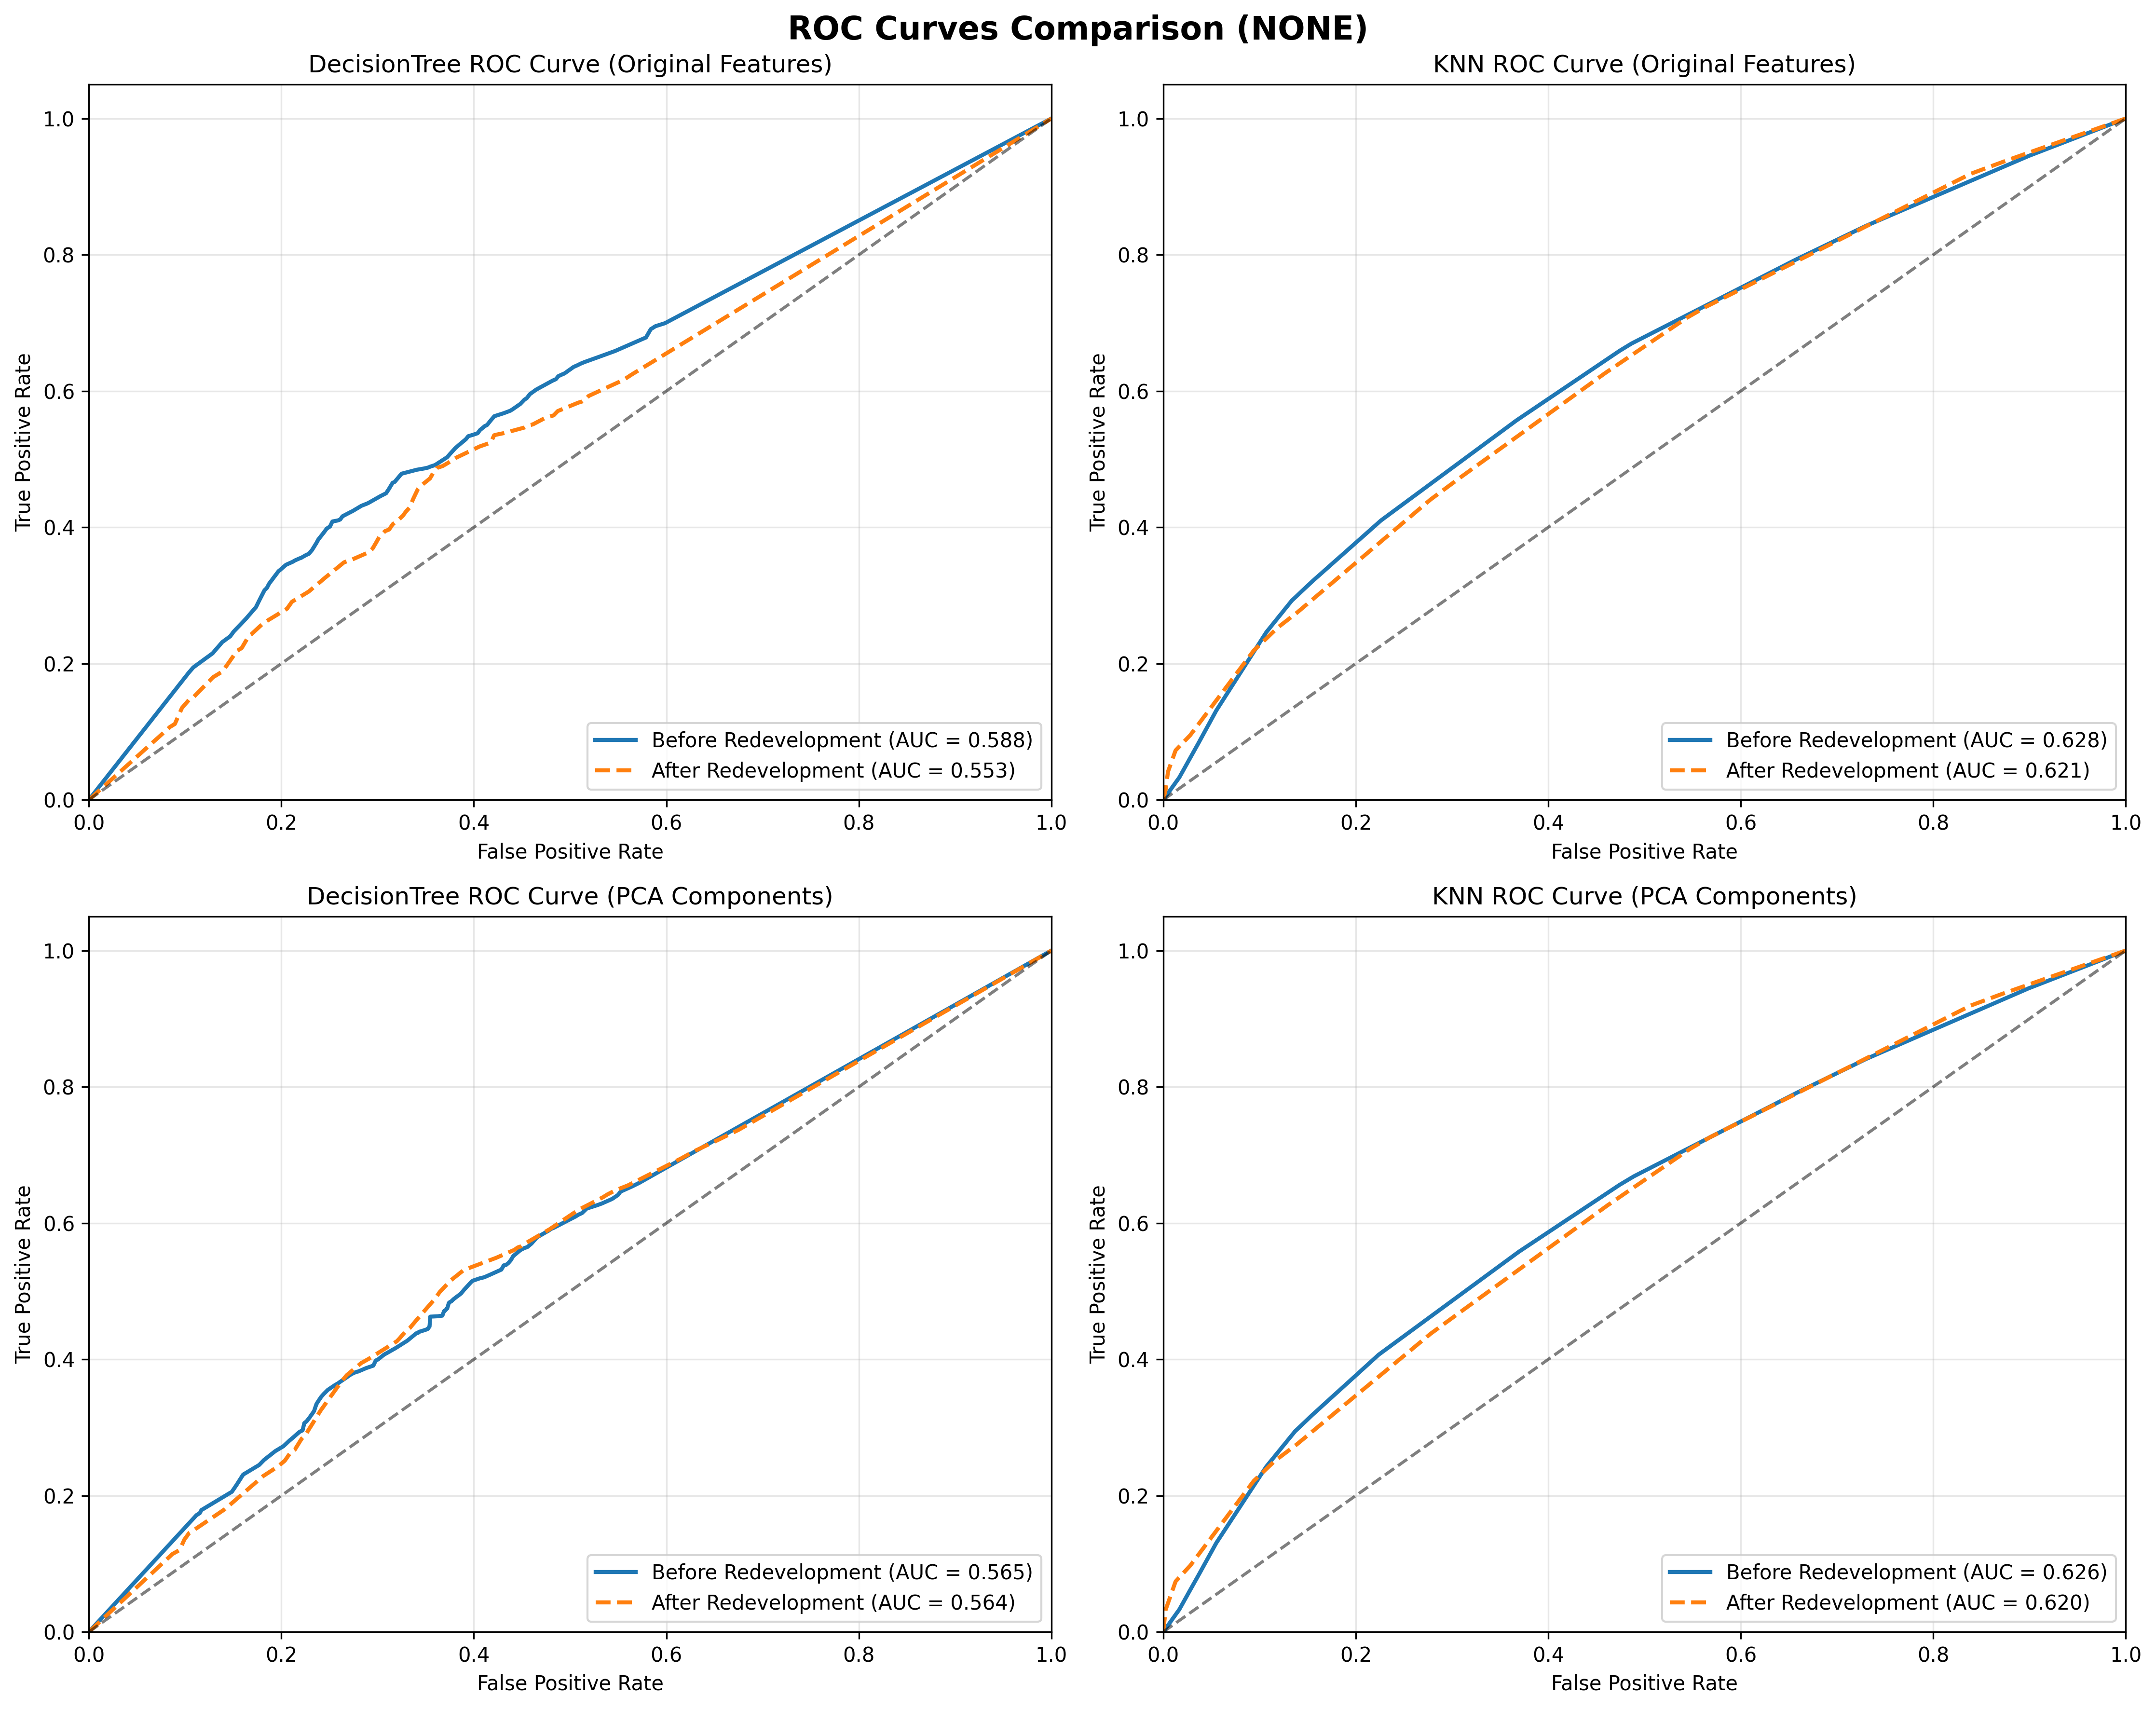 ROC Curves Comparison (NONE)
DecisionTree ROC Curve (Original Features)
True Positive Rate
1.0
0.8
0.6
0.4
0.2
0.0
Before Redevelopment (AUC = 0.588)
After Redevelopment (AUC = 0.553)
0.0 0.2 0.4 0.6 0.8 1.0
False Positive Rate
KNN ROC Curve (Original Features)
True Positive Rate
1.0
0.8
0.6
0.4
0.2
0.0
Before Redevelopment (AUC = 0.628)
After Redevelopment (AUC = 0.621)
0.0 0.2 0.4 0.6 0.8 1.0
False Positive Rate
DecisionTree ROC Curve (PCA Components)
True Positive Rate
1.0
0.8
0.6
0.4
0.2
0.0
Before Redevelopment (AUC = 0.565)
After Redevelopment (AUC = 0.564)
0.0 0.2 0.4 0.6 0.8 1.0
False Positive Rate
KNN ROC Curve (PCA Components)
True Positive Rate
1.0
0.8
0.6
0.4
0.2
0.0
Before Redevelopment (AUC = 0.626)
After Redevelopment (AUC = 0.620)
0.0 0.2 0.4 0.6 0.8 1.0
False Positive Rate